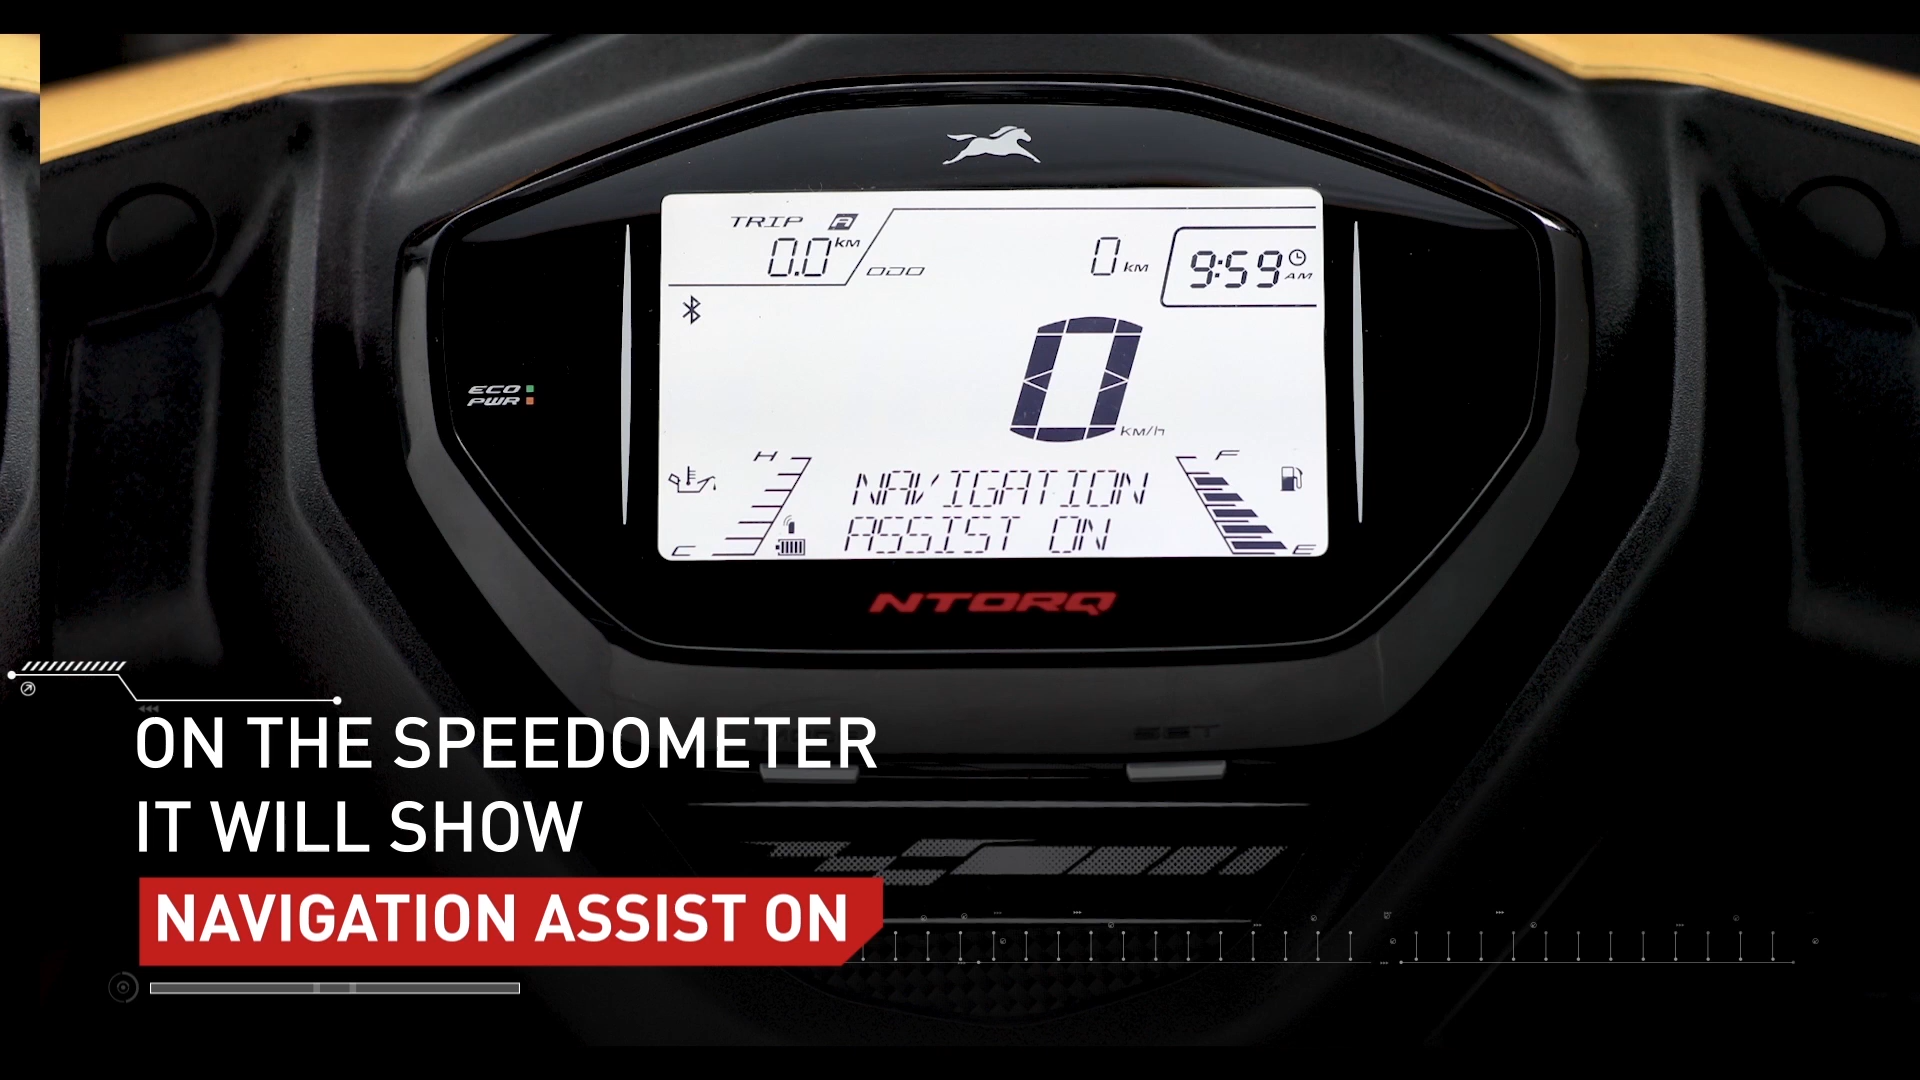 TRIP A
0.0 KM
ODO
0 KM
9:59
AM
ECO
PWR
0
KM/h
H
F
NAVIGATION
ASSIST ON
C
E
NTORQ
SET
ON THE SPEEDOMETER
IT WILL SHOW
NAVIGATION ASSIST ON